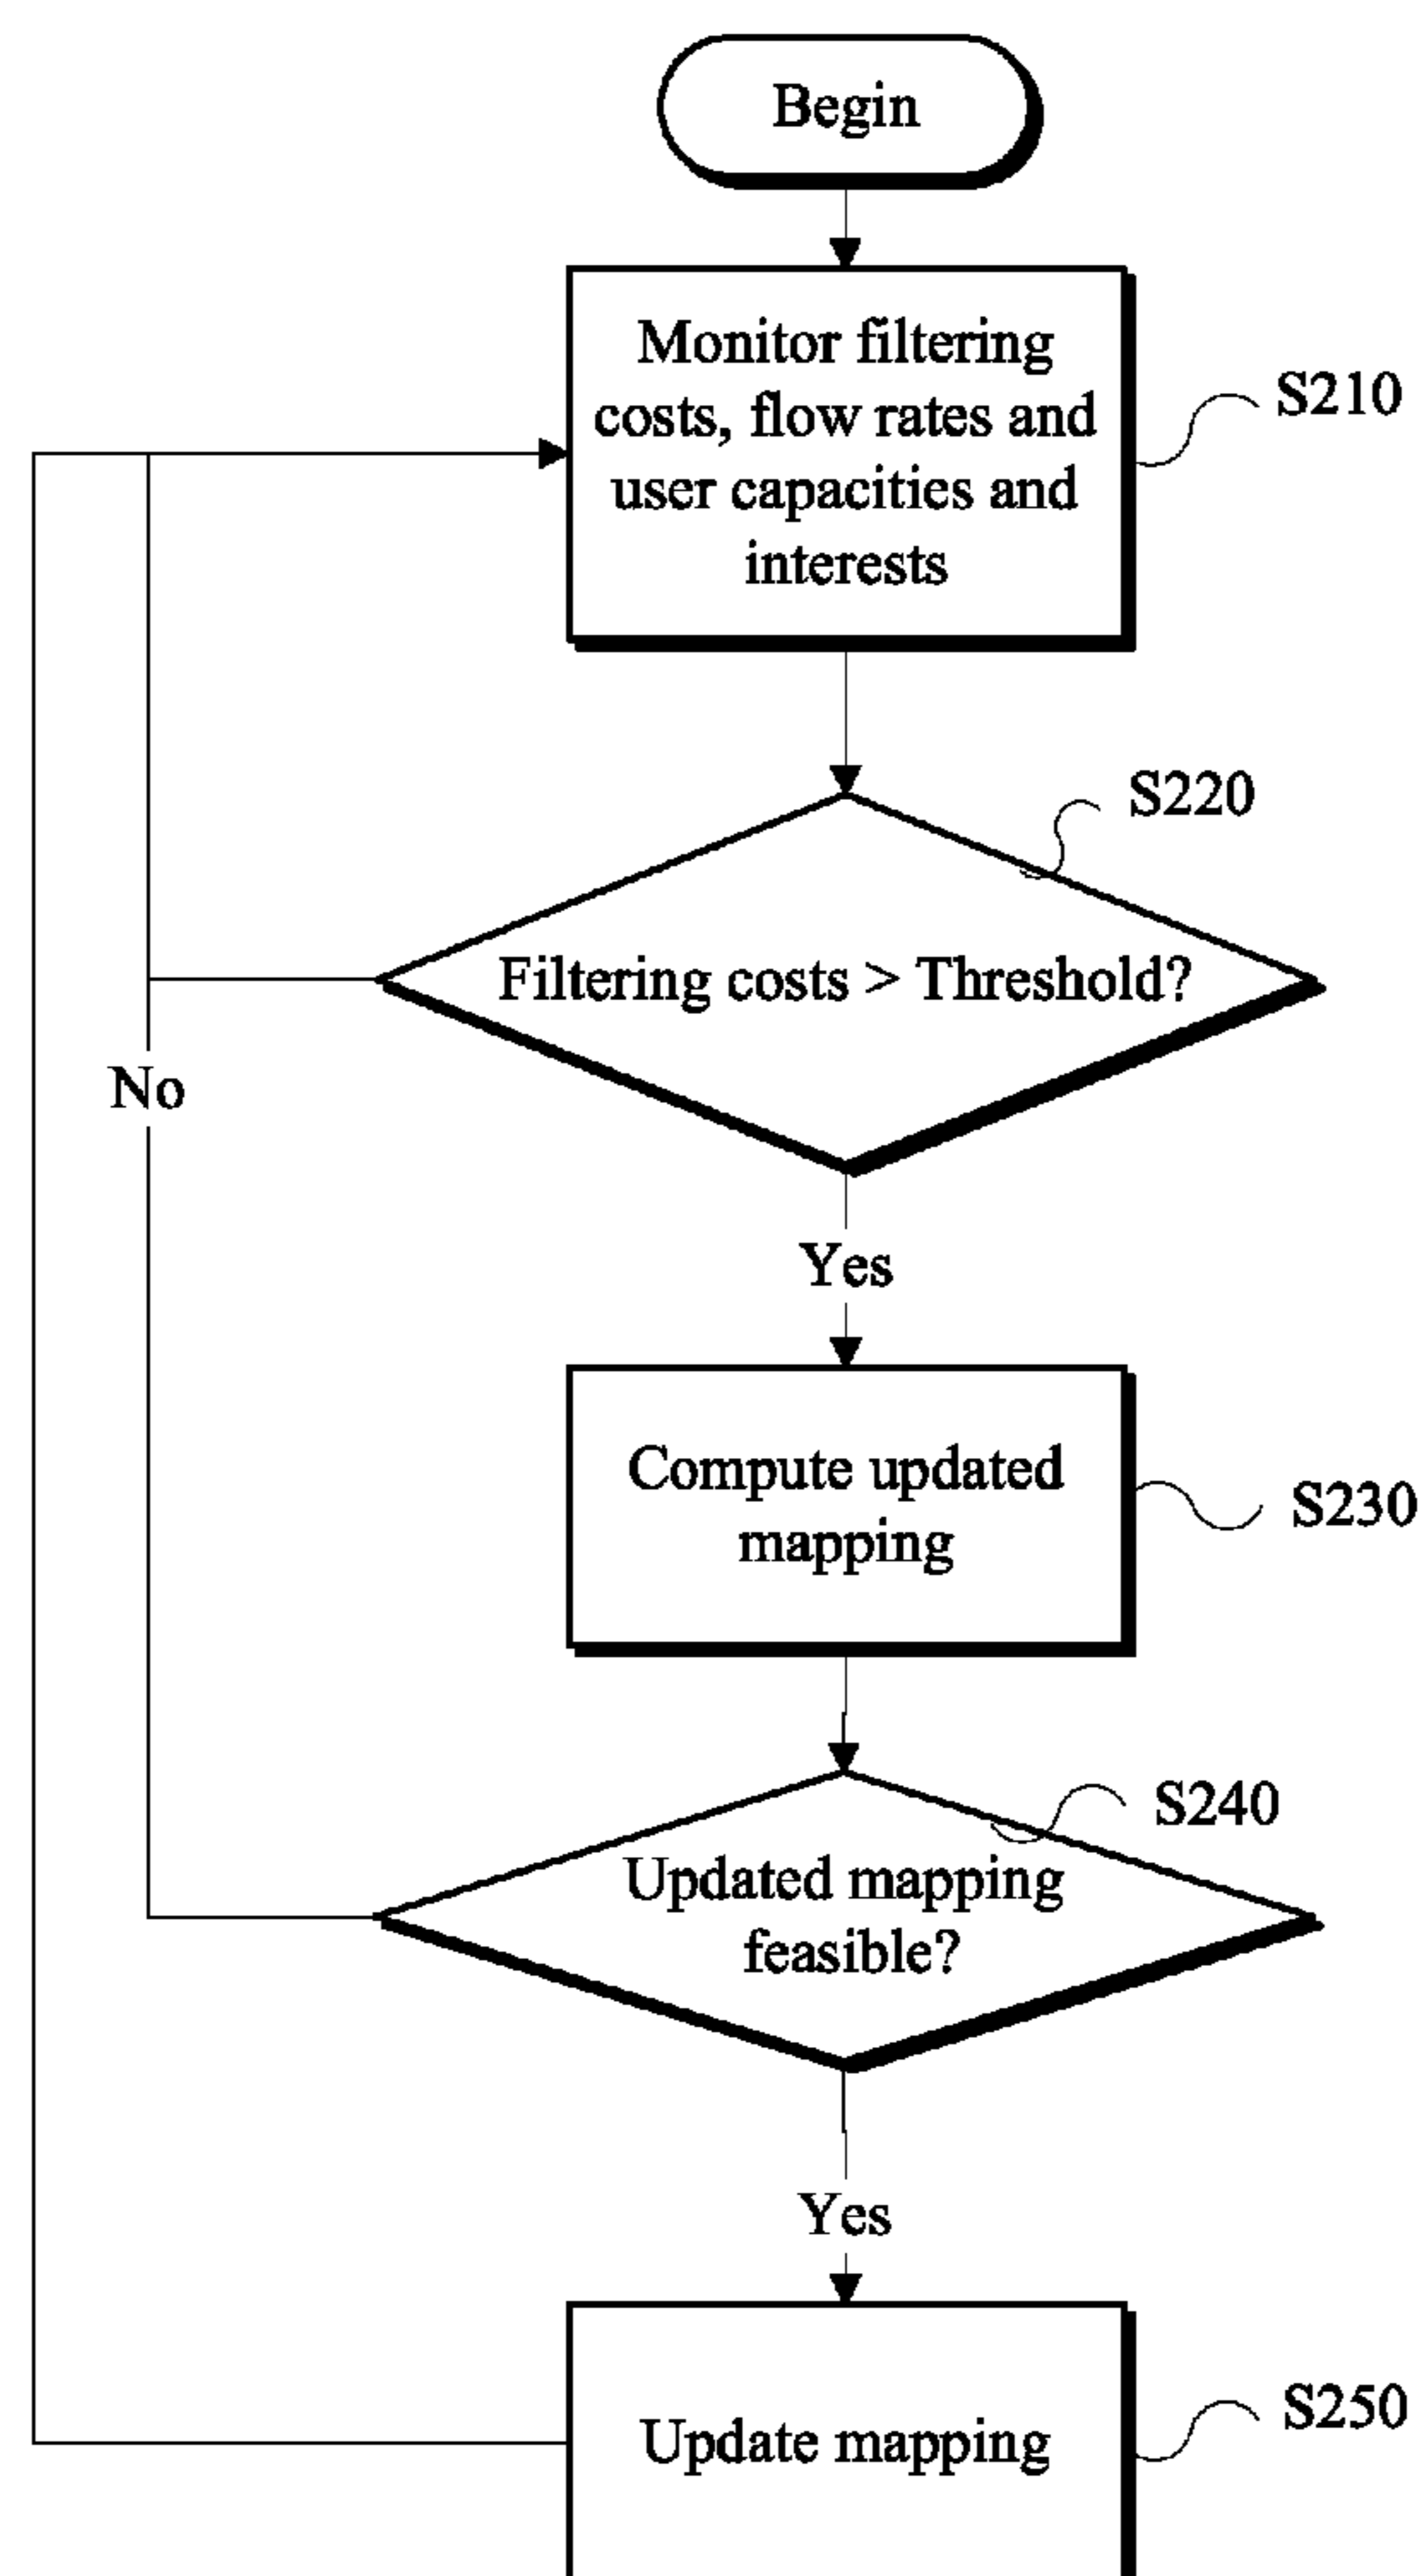 Begin
Monitor filtering
costs, flow rates and
user capacities and
interests
S210
S220
Filtering costs > Threshold?
No
Yes
Compute updated
mapping
S230
S240
Updated mapping
feasible?
Yes
Update mapping
S250